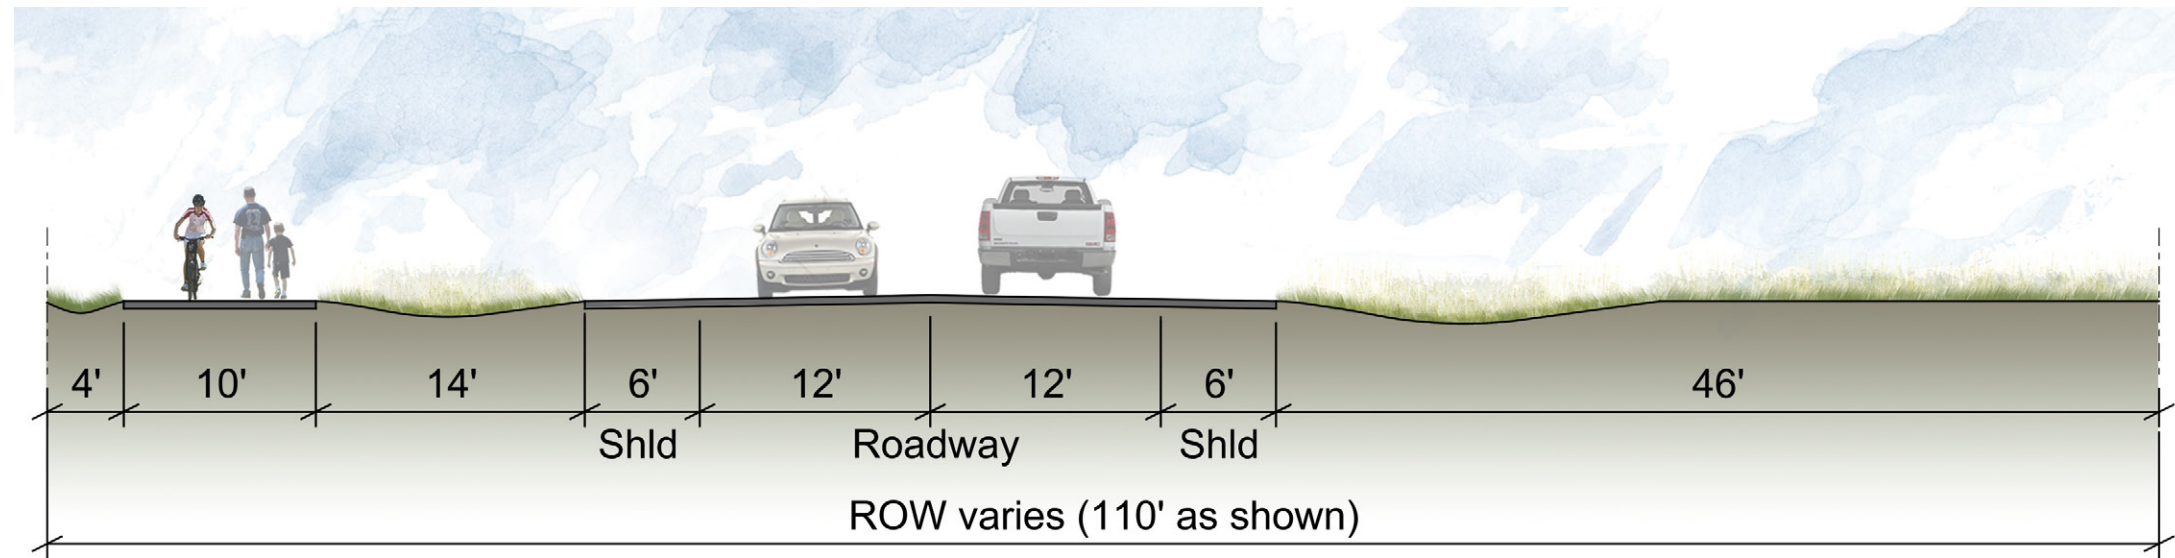 4' 10' 14' 6' 12' 12' 6' 46'
Shld Roadway Shld
ROW varies (110' as shown)